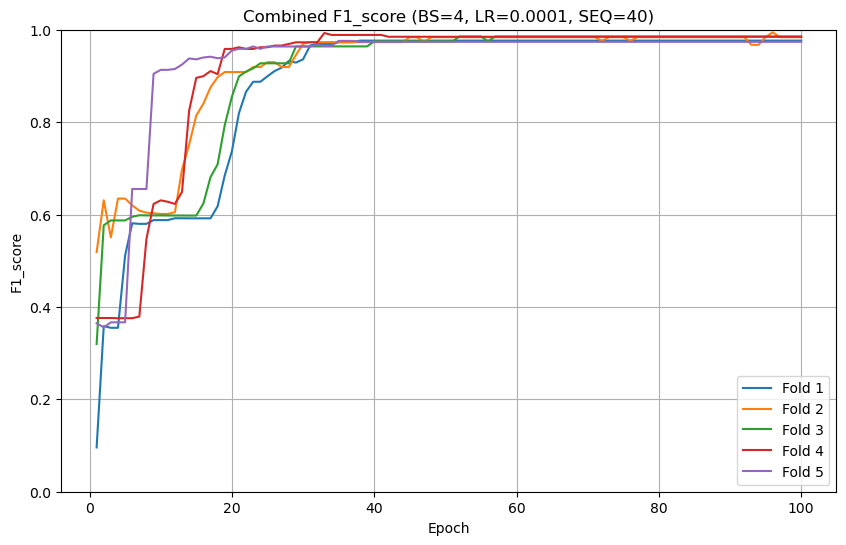 Combined F1_score (BS=4, LR=0.0001, SEQ=40)
F1_score
1.0
0.8
0.6
0.4
0.2
0.0
0
20
40
60
80
100
Epoch
Fold 1
Fold 2
Fold 3
Fold 4
Fold 5